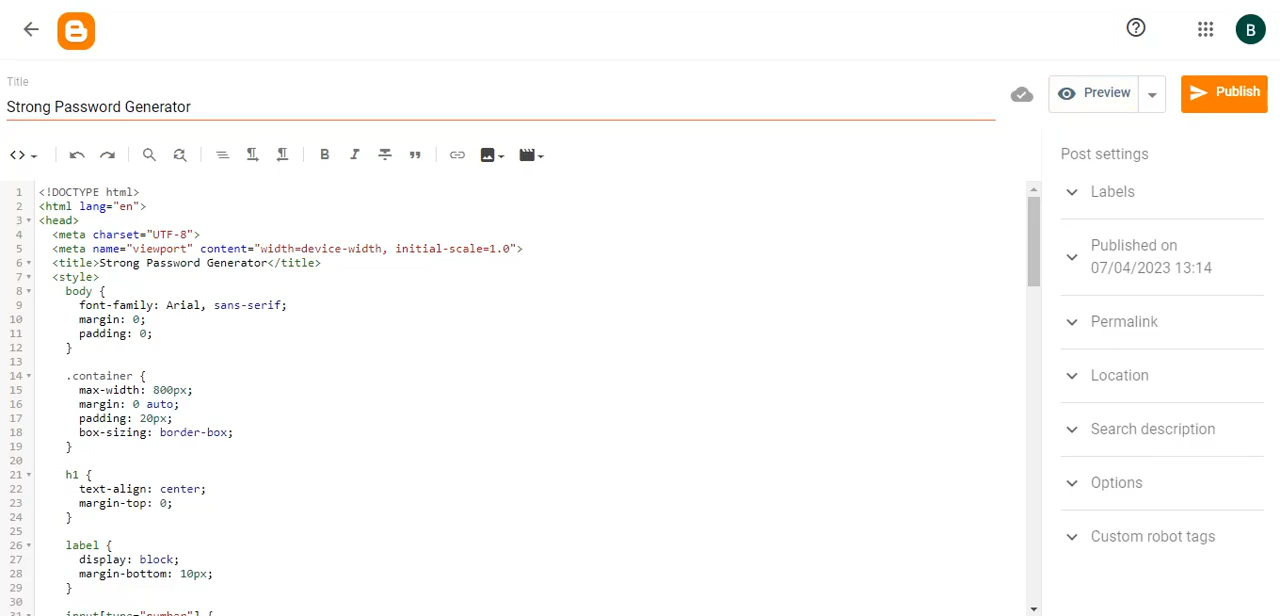 B
Title
Strong Password Generator
Preview
Publish
Post settings
Labels
Published on
07/04/2023 13:14
Permalink
Location
Search description
Options
Custom robot tags
1 <!DOCTYPE html>
2 <html lang="en">
3 <head>
4 <meta charset="UTF-8">
5 <meta name="viewport" content="width=device-width, initial-scale=1.0">
6 <title>Strong Password Generator</title>
7 <style>
8 body {
9 font-family: Arial, sans-serif;
10 margin: 0;
11 padding: 0;
12 }
13
14 .container {
15 max-width: 800px;
16 margin: 0 auto;
17 padding: 20px;
18 box-sizing: border-box;
19 }
20
21 h1 {
22 text-align: center;
23 margin-top: 0;
24 }
25
26 label {
27 display: block;
28 margin-bottom: 10px;
29 }
30
31 input[type="number"] {